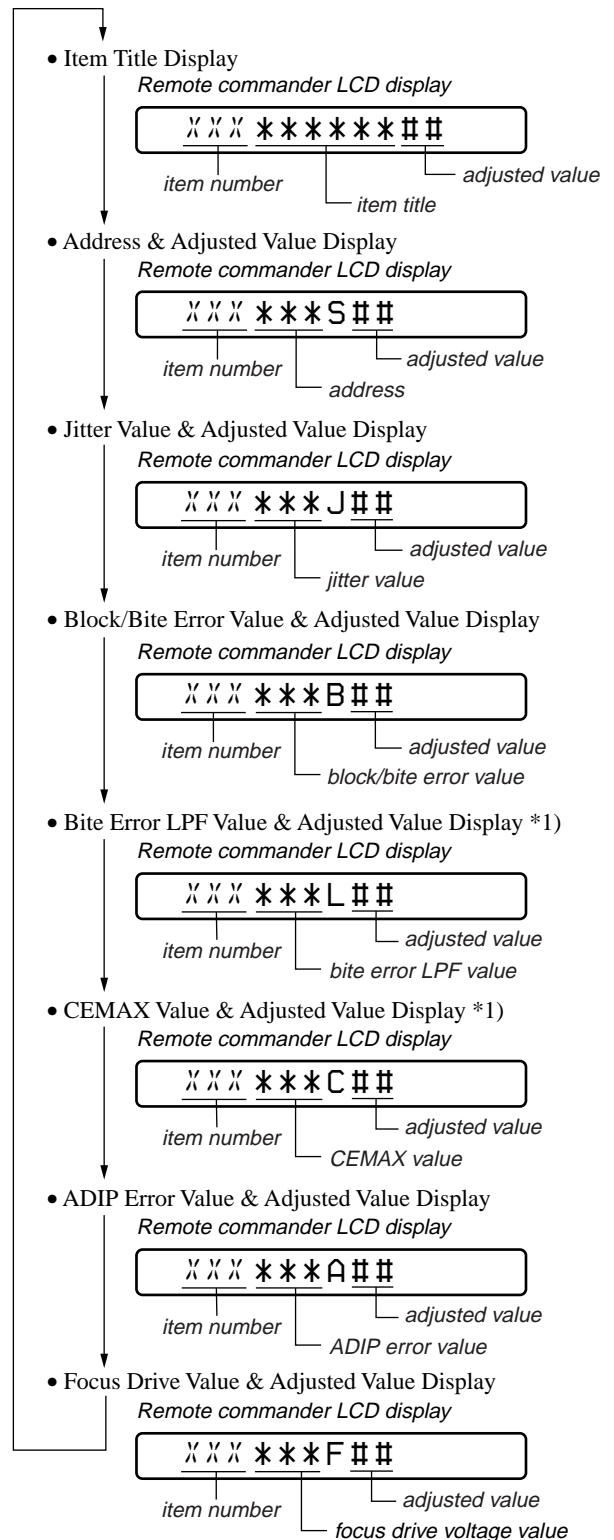 • Item Title Display
Remote commander LCD display
XXX ******##
item number
adjusted value
item title
• Address & Adjusted Value Display
Remote commander LCD display
XXX ***S##
item number
adjusted value
address
• Jitter Value & Adjusted Value Display
Remote commander LCD display
XXX ***J##
item number
adjusted value
jitter value
• Block/Bite Error Value & Adjusted Value Display
Remote commander LCD display
XXX ***B##
item number
adjusted value
block/bite error value
• Bite Error LPF Value & Adjusted Value Display *1)
Remote commander LCD display
XXX ***L##
item number
adjusted value
bite error LPF value
• CEMAX Value & Adjusted Value Display *1)
Remote commander LCD display
XXX ***C##
item number
adjusted value
CEMAX value
• ADIP Error Value & Adjusted Value Display
Remote commander LCD display
XXX ***A##
item number
adjusted value
ADIP error value
• Focus Drive Value & Adjusted Value Display
Remote commander LCD display
XXX ***F##
item number
adjusted value
focus drive voltage value